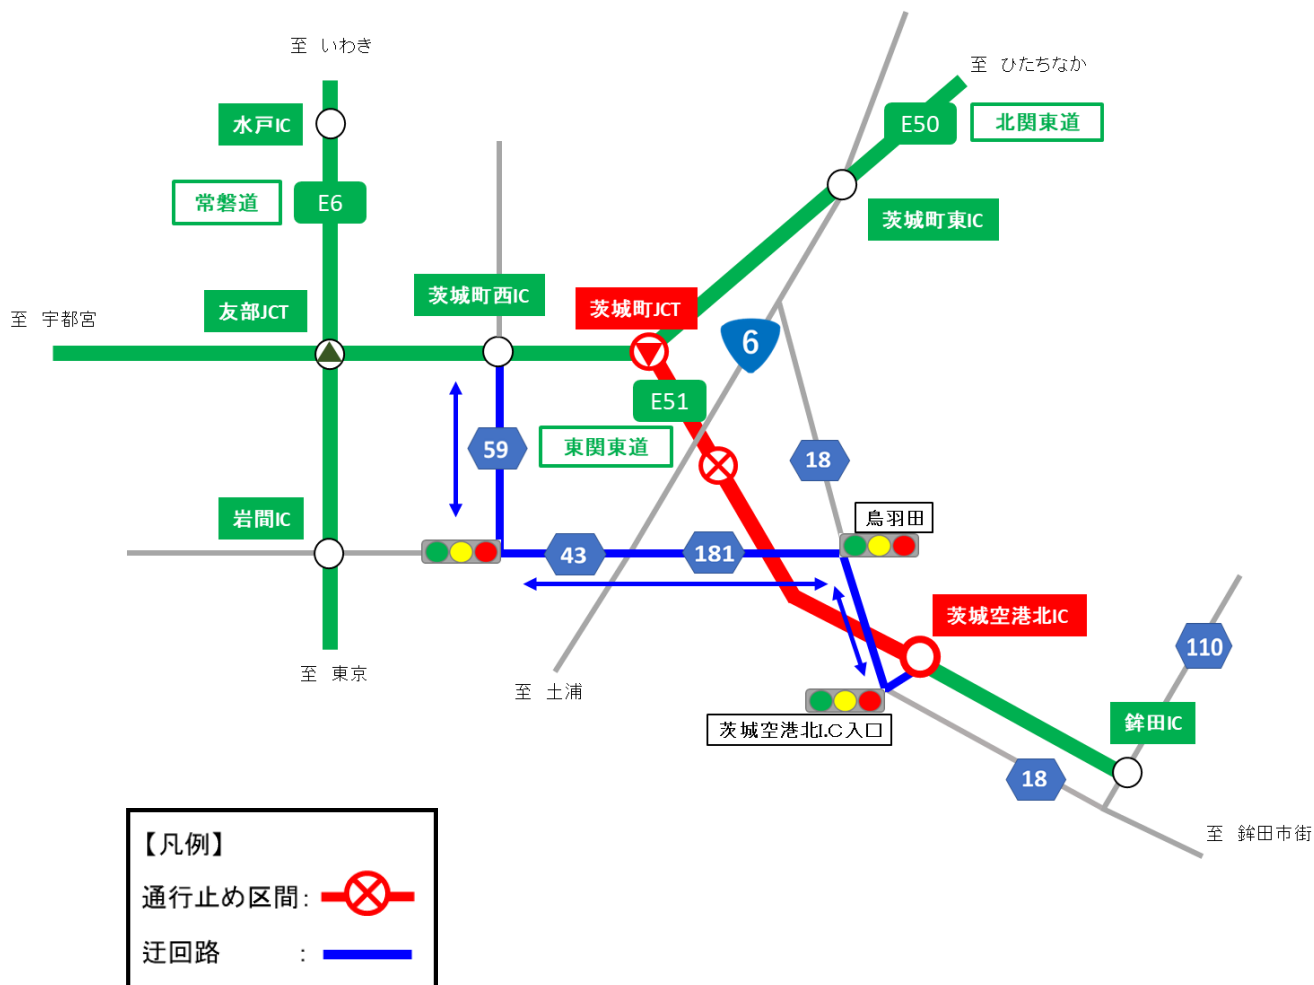 至 いわき
至 ひたちなか
水戸IC
E50
北関東道
常磐道
E6
茨城町東IC
友部JCT
茨城町西IC
茨城町JCT
至 宇都宮
6
E51
59
東関東道
18
岩間IC
鳥羽田
43
181
茨城空港北IC
110
至 東京
至 土浦
茨城空港北I.C入口
鉾田IC
18
至 鉾田市街
【凡例】
通行止め区間:
迂回路 :